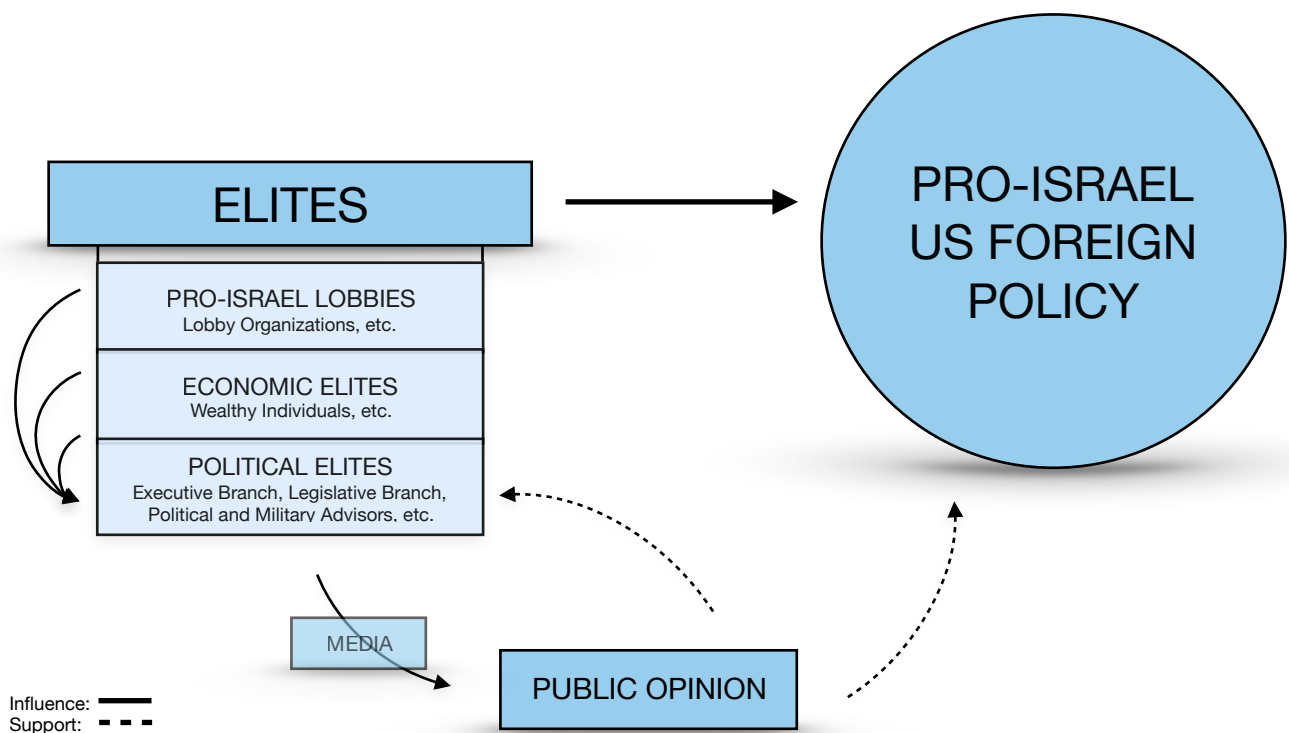 ELITES
PRO-ISRAEL LOBBIES
Lobby Organizations, etc.
ECONOMIC ELITES
Wealthy Individuals, etc.
POLITICAL ELITES
Executive Branch, Legislative Branch,
Political and Military Advisors, etc.
PRO-ISRAEL
US FOREIGN
POLICY
MEDIA
PUBLIC OPINION
Influence:
Support: